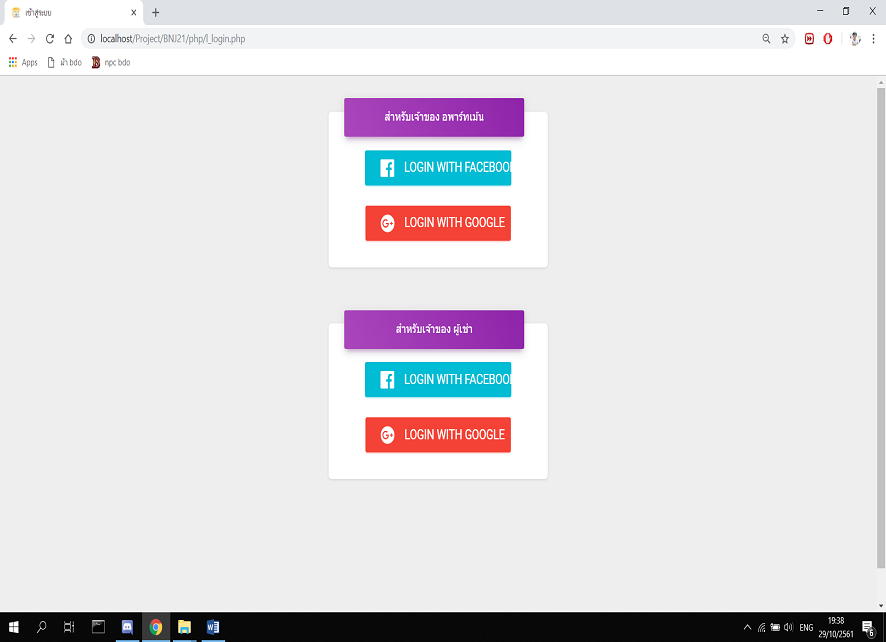 เข้าสู่ระบบ
localhost/Project/BNJ21/php/l_login.php
Apps
ผ้า bdo
npc bdo
สำหรับเจ้าของ อพาร์ทเม้น
LOGIN WITH FACEBOO
LOGIN WITH GOOGLE
สำหรับเจ้าของ ผู้เช่า
LOGIN WITH FACEBOO
LOGIN WITH GOOGLE
ENG
19:38
29/10/2561
6